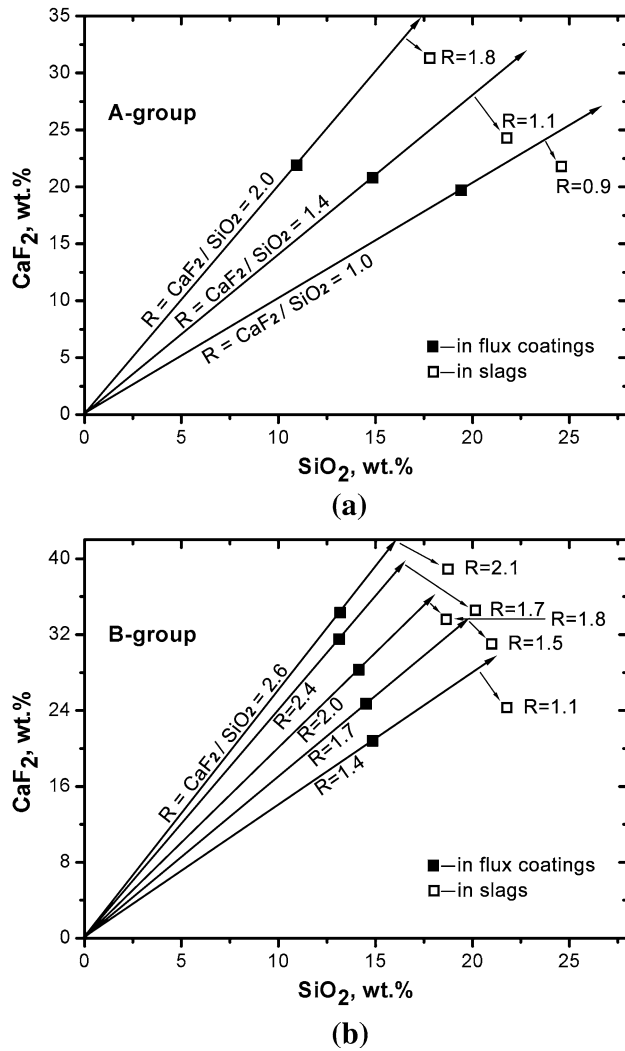 35
30
25
20
15
10
5
0
CaF₂, wt.%
A-group
R=1.8
R=1.1
R=0.9
R = CaF₂ / SiO₂ = 2.0
R = CaF₂ / SiO₂ = 1.4
R = CaF₂ / SiO₂ = 1.0
■—in flux coatings
□—in slags
0 5 10 15 20 25
SiO₂, wt.%
(a)
40
32
24
16
8
0
CaF₂, wt.%
B-group
R=2.1
R=1.7
R=1.8
R=1.5
R=1.1
R = CaF₂ / SiO₂ = 2.6
R=2.4
R=2.0
R=1.7
R=1.4
■—in flux coatings
□—in slags
0 5 10 15 20 25
SiO₂, wt.%
(b)